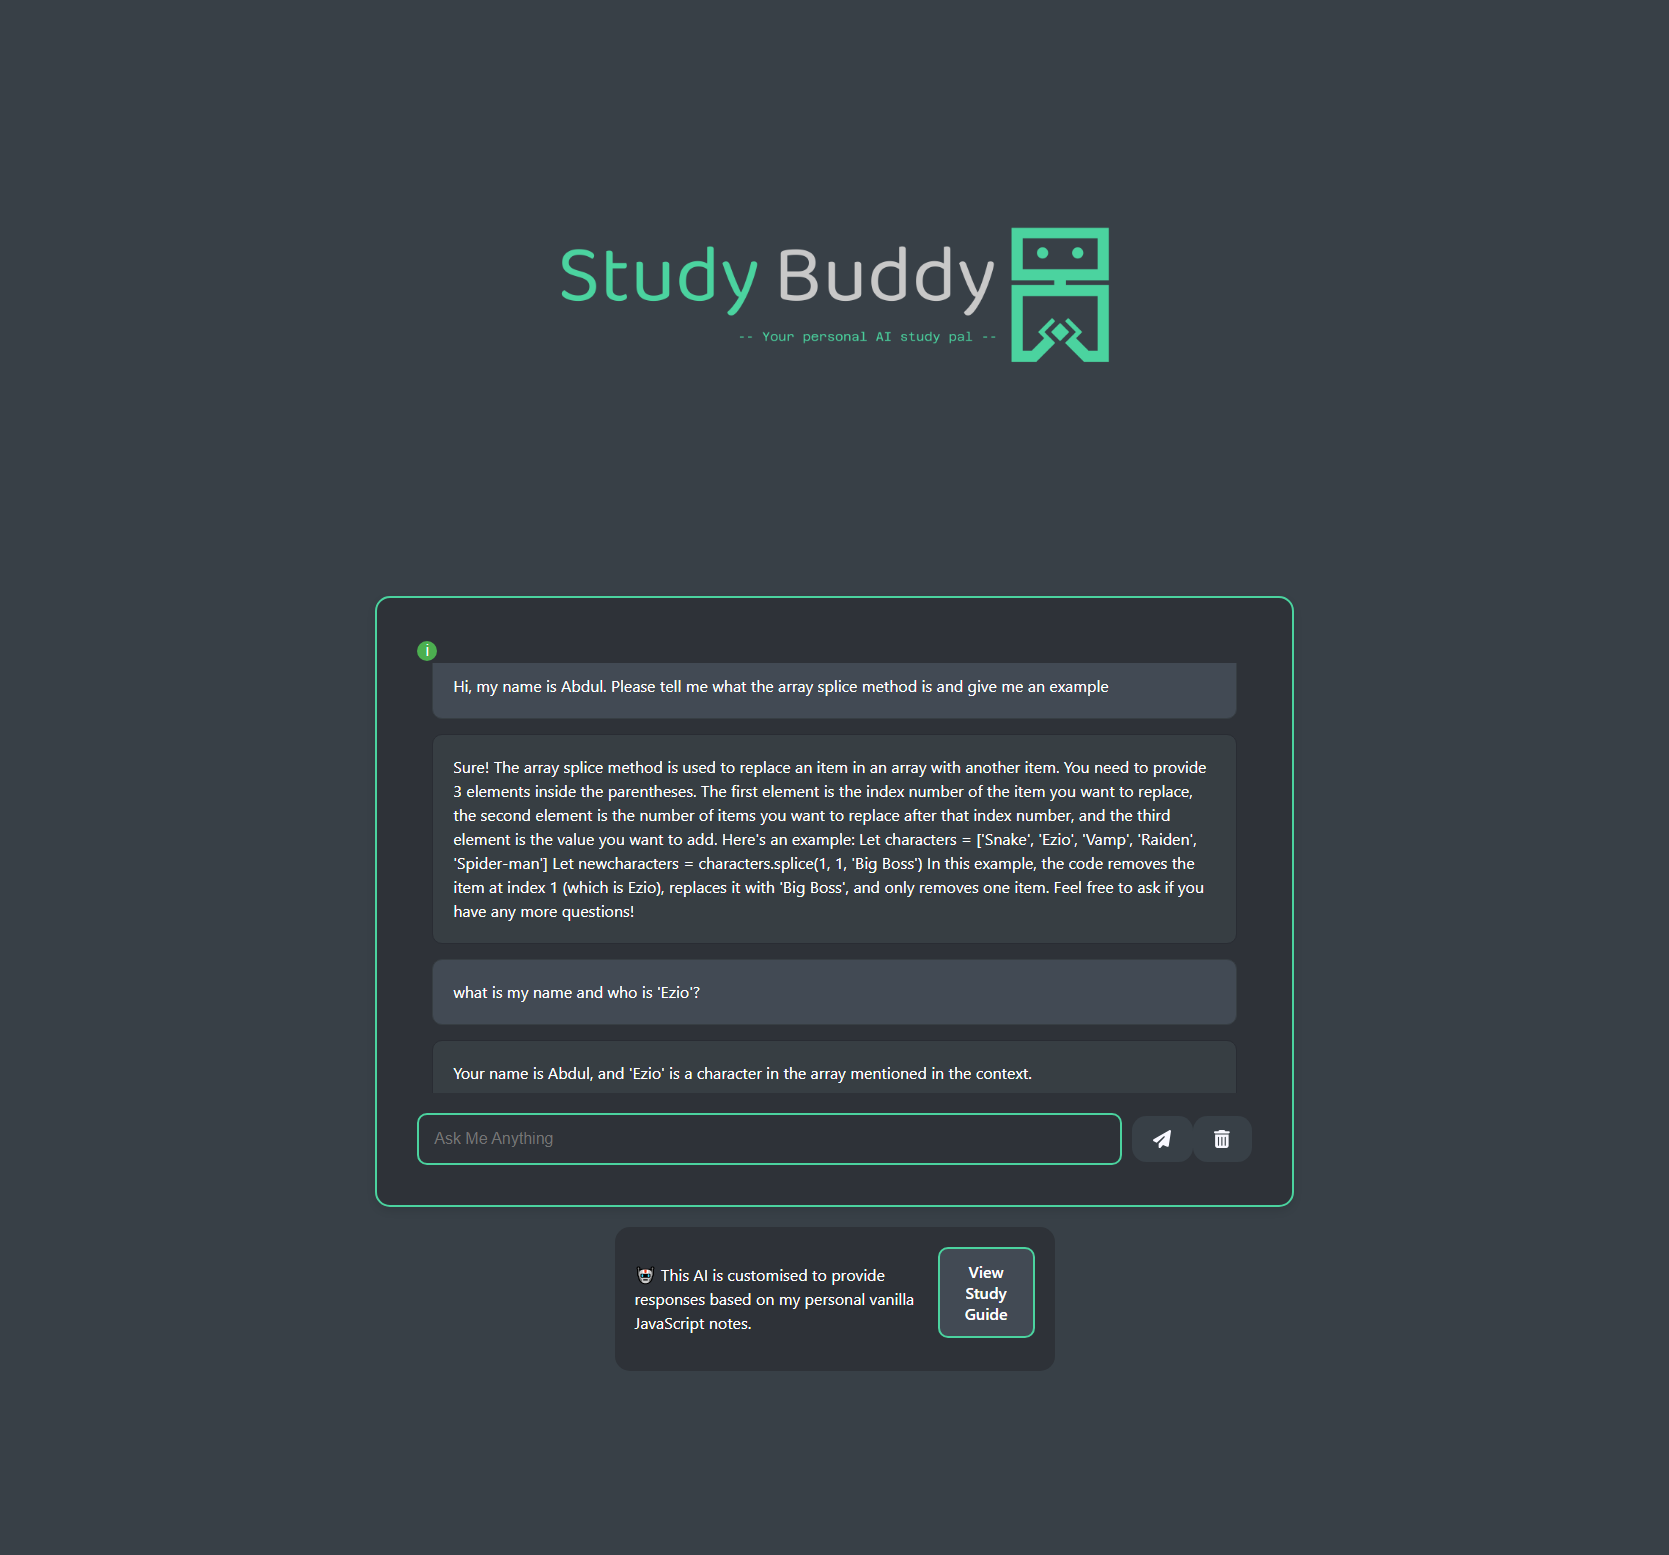 Study Buddy
-- Your personal AI study pal --
i
Hi, my name is Abdul. Please tell me what the array splice method is and give me an example
Sure! The array splice method is used to replace an item in an array with another item. You need to provide
3 elements inside the parentheses. The first element is the index number of the item you want to replace,
the second element is the number of items you want to replace after that index number, and the third
element is the value you want to add. Here's an example: Let characters = ['Snake', 'Ezio', 'Vamp', 'Raiden',
'Spider-man'] Let newcharacters = characters.splice(1, 1, 'Big Boss') In this example, the code removes the
item at index 1 (which is Ezio), replaces it with 'Big Boss', and only removes one item. Feel free to ask if you
have any more questions!
what is my name and who is 'Ezio'?
Your name is Abdul, and 'Ezio' is a character in the array mentioned in the context.
Ask Me Anything
This AI is customised to provide
responses based on my personal vanilla
JavaScript notes.
View
Study
Guide